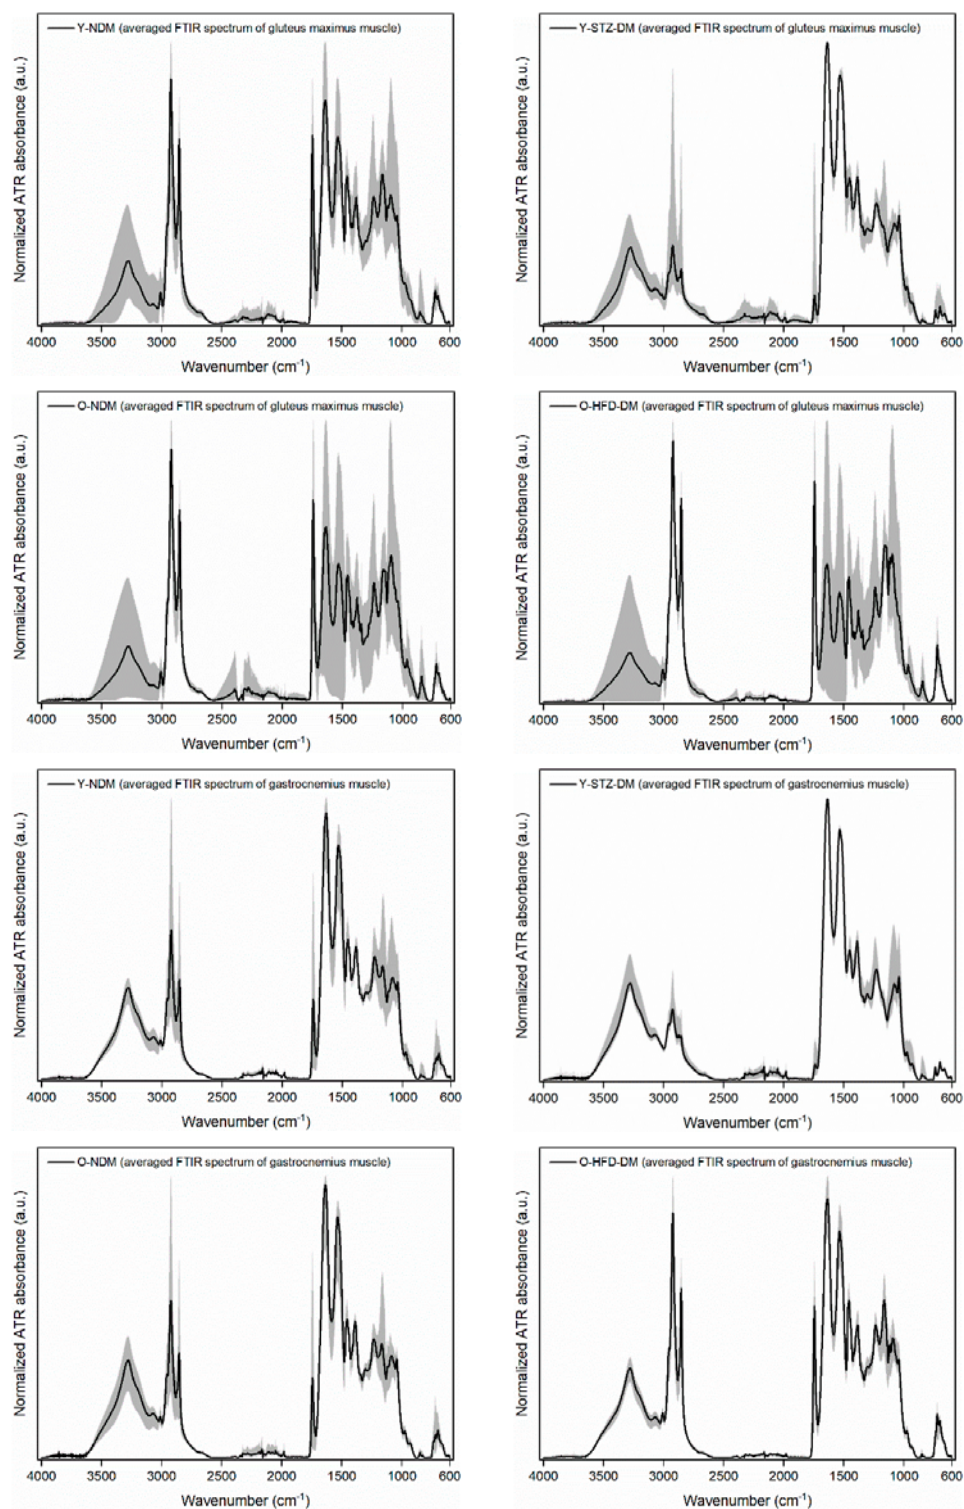 Normalized ATR absorbance (a.u.)
Y-NDM (averaged FTIR spectrum of gluteus maximus muscle)
4000 3500 3000 2500 2000 1500 1000 600
Wavenumber (cm⁻¹)
Normalized ATR absorbance (a.u.)
Y-STZ-DM (averaged FTIR spectrum of gluteus maximus muscle)
4000 3500 3000 2500 2000 1500 1000 600
Wavenumber (cm⁻¹)
Normalized ATR absorbance (a.u.)
O-NDM (averaged FTIR spectrum of gluteus maximus muscle)
4000 3500 3000 2500 2000 1500 1000 600
Wavenumber (cm⁻¹)
Normalized ATR absorbance (a.u.)
O-HFD-DM (averaged FTIR spectrum of gluteus maximus muscle)
4000 3500 3000 2500 2000 1500 1000 600
Wavenumber (cm⁻¹)
Normalized ATR absorbance (a.u.)
Y-NDM (averaged FTIR spectrum of gastrocnemius muscle)
4000 3500 3000 2500 2000 1500 1000 600
Wavenumber (cm⁻¹)
Normalized ATR absorbance (a.u.)
Y-STZ-DM (averaged FTIR spectrum of gastrocnemius muscle)
4000 3500 3000 2500 2000 1500 1000 600
Wavenumber (cm⁻¹)
Normalized ATR absorbance (a.u.)
O-NDM (averaged FTIR spectrum of gastrocnemius muscle)
4000 3500 3000 2500 2000 1500 1000 600
Wavenumber (cm⁻¹)
Normalized ATR absorbance (a.u.)
O-HFD-DM (averaged FTIR spectrum of gastrocnemius muscle)
4000 3500 3000 2500 2000 1500 1000 600
Wavenumber (cm⁻¹)